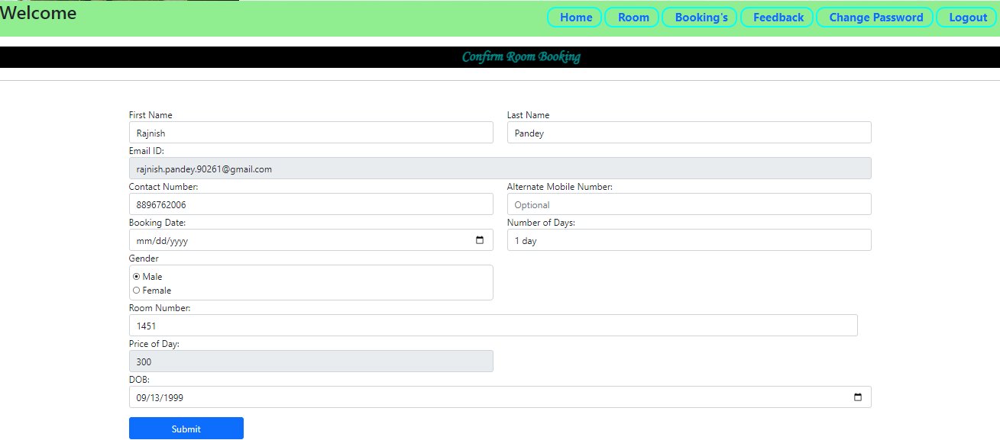 Welcome
Home Room Booking's Feedback Change Password Logout
Confirm Room Booking
First Name Last Name
Rajnish Pandey
Email ID:
rajnish.pandey.90261@gmail.com
Contact Number: Alternate Mobile Number:
8896762006 Optional
Booking Date: Number of Days:
mm/dd/yyyy 1 day
Gender
Male
Female
Room Number:
1451
Price of Day:
300
DOB:
09/13/1999
Submit